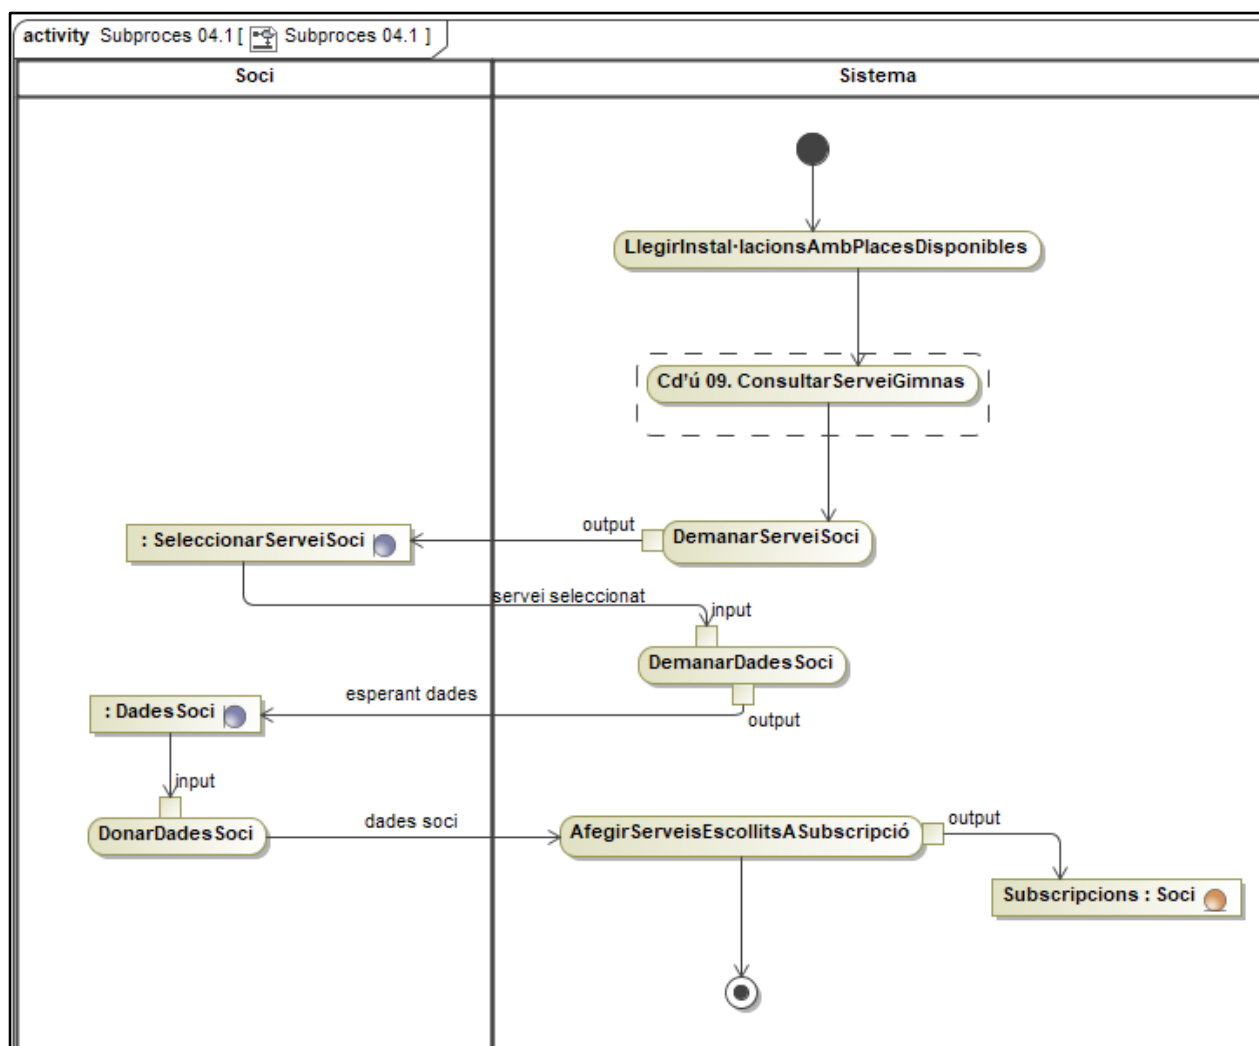 activity Subproces 04.1 [ Subproces 04.1 ]
Soci
Sistema
LlegirInstal·lacionsAmbPlacesDisponibles
Cd'ú 09. ConsultarServeiGimnas
: SeleccionarServeiSoci
output
DemanarServeiSoci
servei seleccionat
input
DemanarDadesSoci
esperant dades
: DadesSoci
output
input
DonarDadesSoci
dades soci
AfegirServeisEscollitsASubscripció
output
Subscripcions : Soci